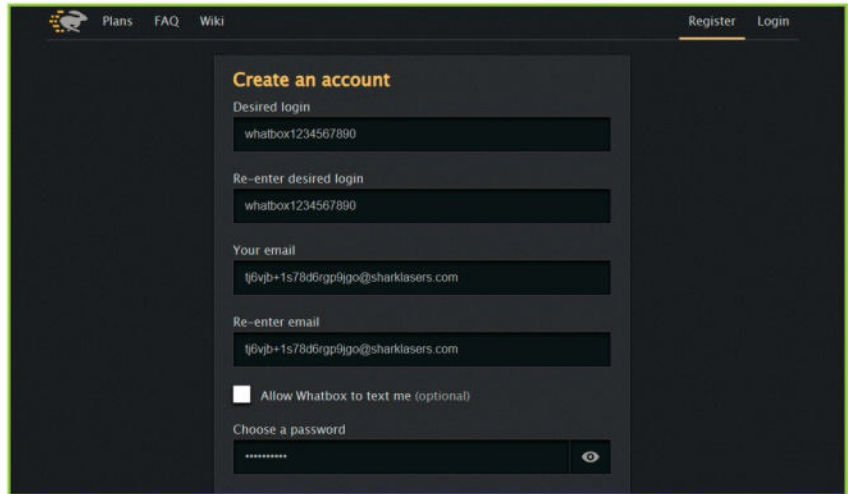 Plans FAQ Wiki Register Login
Create an account
Desired login
whatbox1234567890
Re-enter desired login
whatbox1234567890
Your email
tj6vjb+1s78d6rgp9jgo@sharklasers.com
Re-enter email
tj6vjb+1s78d6rgp9jgo@sharklasers.com
Allow Whatbox to text me (optional)
Choose a password
••••••••••